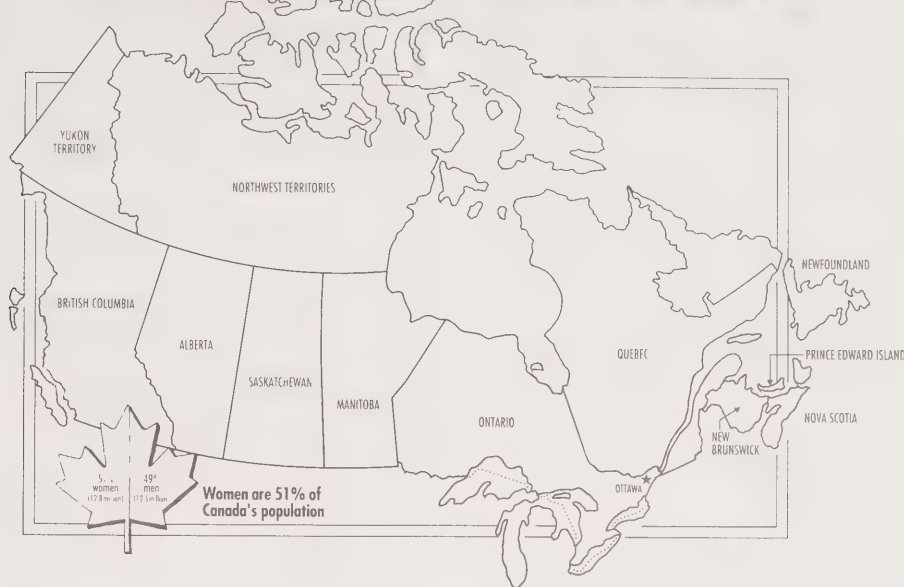 YUKON
TERRITORY
NORTHWEST TERRITORIES
NEWFOUNDLAND
BRITISH COLUMBIA
ALBERTA
QUEBEC
PRINCE EDWARD ISLAND
SASKATCHEWAN
MANITOBA
ONTARIO
NOVA SCOTIA
NEW
BRUNSWICK
OTTAWA
women
49%
men
Women are 51% of
Canada's population